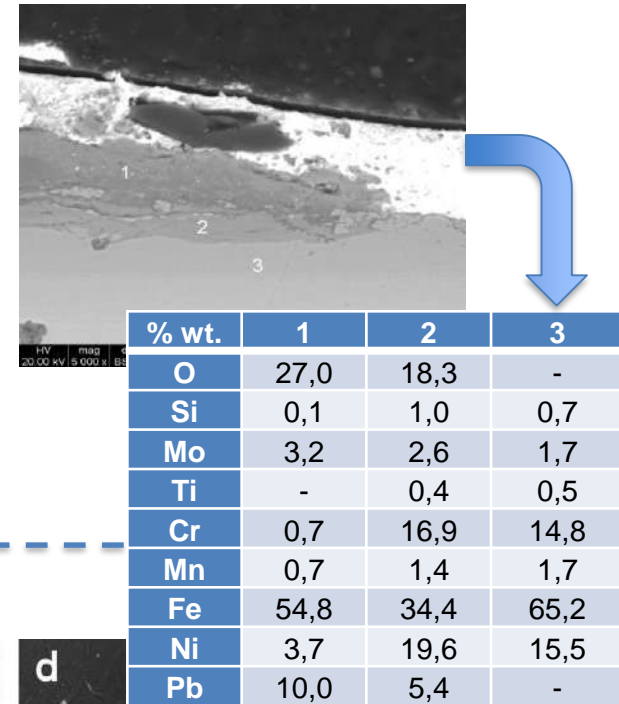 1
2
3
HV mag
20.00 kV 5 000 x BS
% wt. 1 2 3
O 27,0 18,3 -
Si 0,1 1,0 0,7
Mo 3,2 2,6 1,7
Ti - 0,4 0,5
Cr 0,7 16,9 14,8
Mn 0,7 1,4 1,7
Fe 54,8 34,4 65,2
Ni 3,7 19,6 15,5
Pb 10,0 5,4 -
d